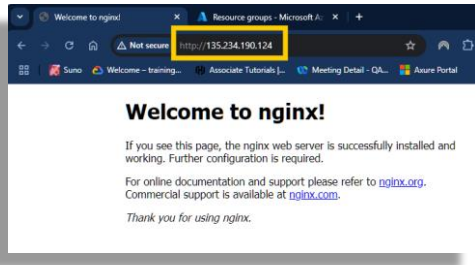 Welcome to nginx!
Resource groups - Microsoft A
Not secure
http://135.234.190.124
Suno
Welcome – training...
Associate Tutorials |...
Meeting Detail - QA...
Axure Portal
Welcome to nginx!
If you see this page, the nginx web server is successfully installed and
working. Further configuration is required.
For online documentation and support please refer to nginx.org.
Commercial support is available at nginx.com.
Thank you for using nginx.